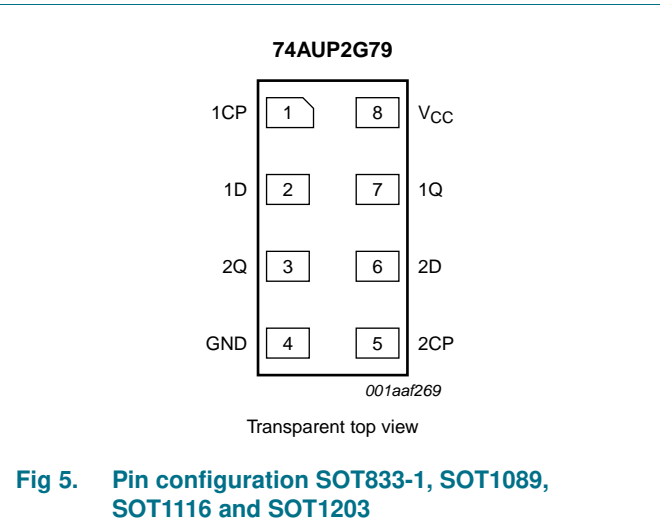 74AUP2G79
1CP 1 8 VCC
1D 2 7 1Q
2Q 3 6 2D
GND 4 5 2CP
001aaf269
Transparent top view
Fig 5. Pin configuration SOT833-1, SOT1089,
SOT1116 and SOT1203